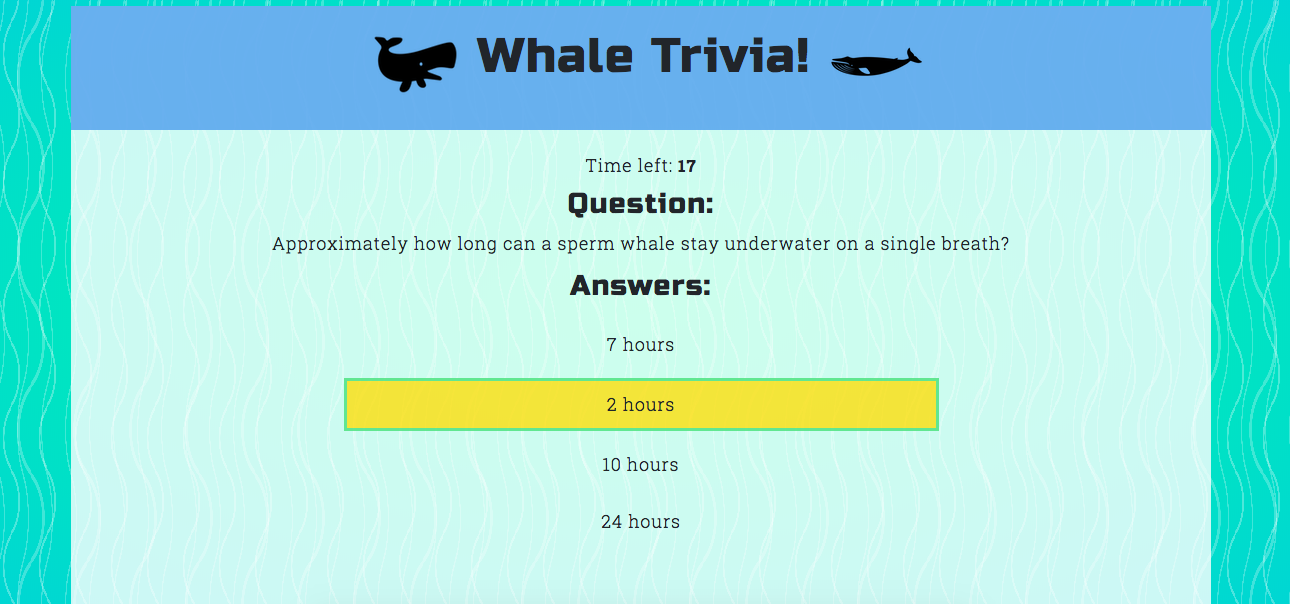 Whale Trivia!
Time left: 17
Question:
Approximately how long can a sperm whale stay underwater on a single breath?
Answers:
7 hours
2 hours
10 hours
24 hours